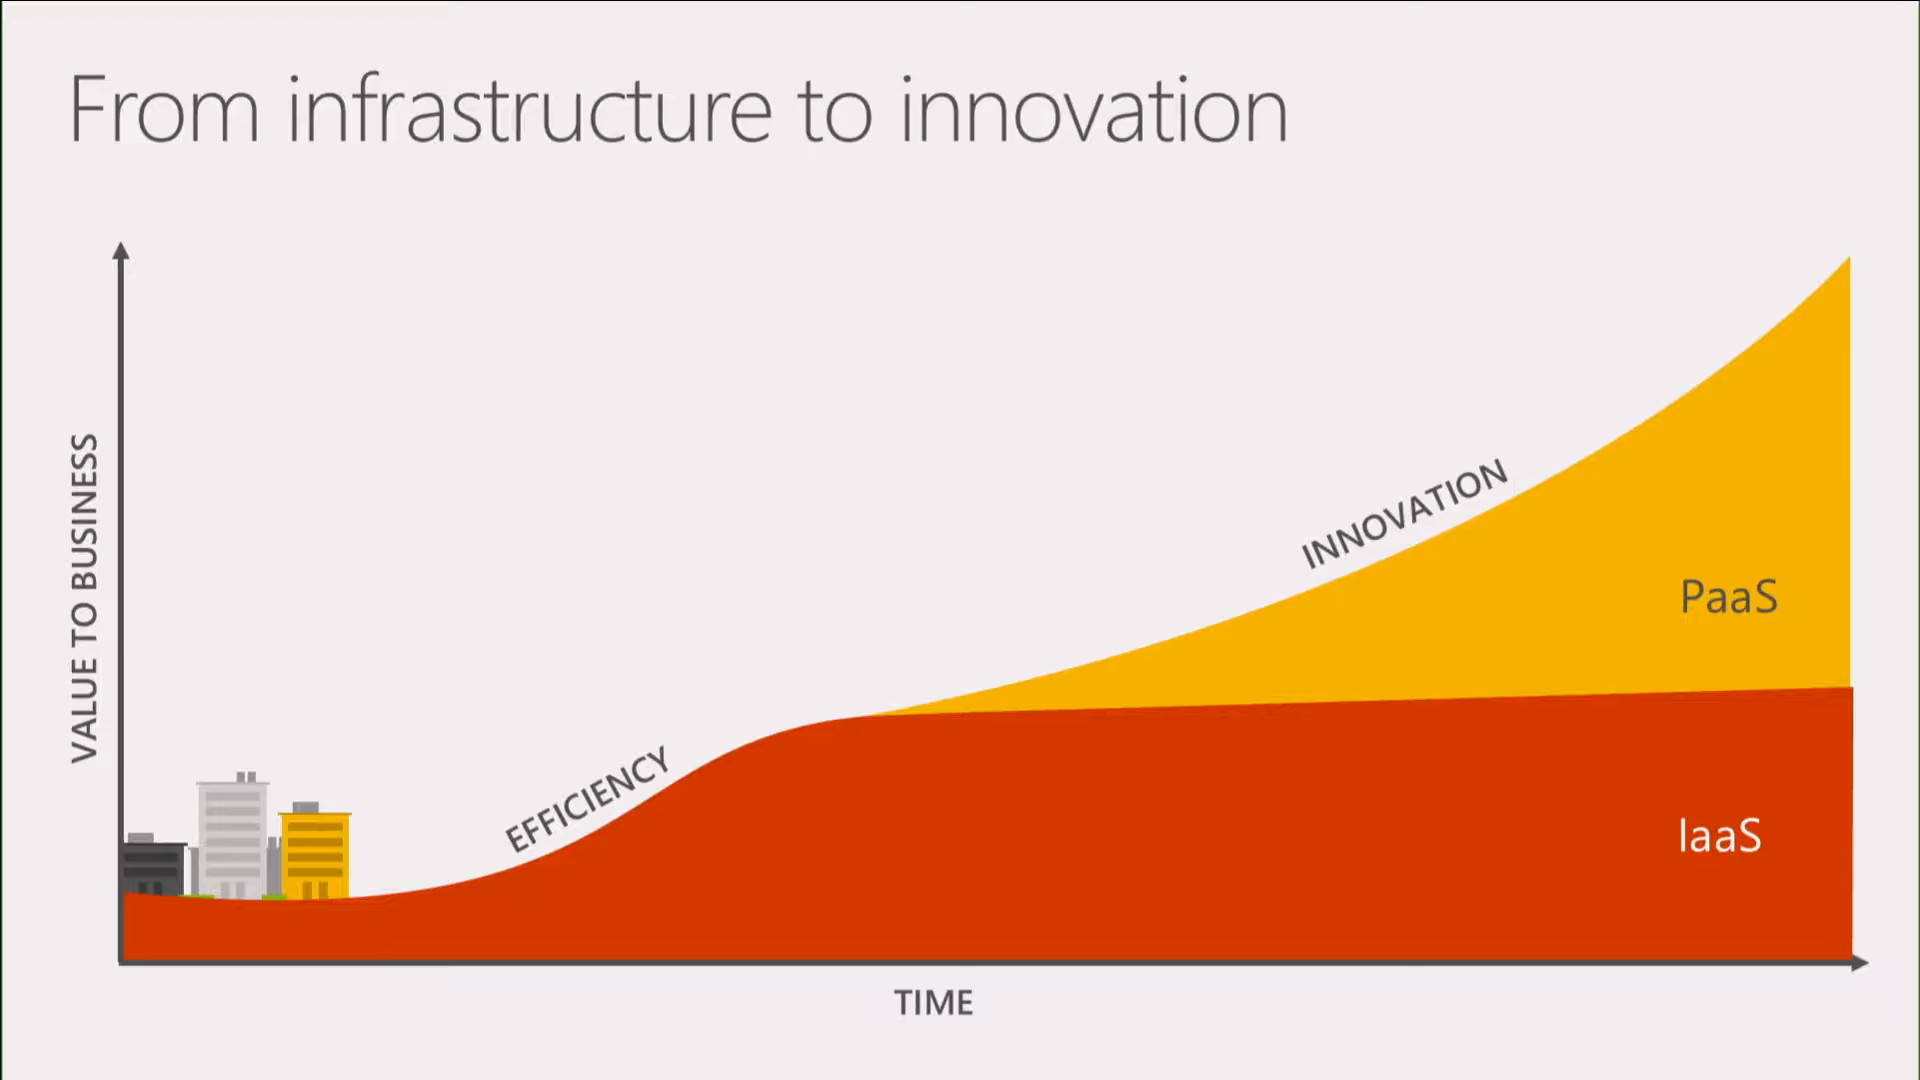 From infrastructure to innovation
VALUE TO BUSINESS
INNOVATION
PaaS
EFFICIENCY
IaaS
TIME